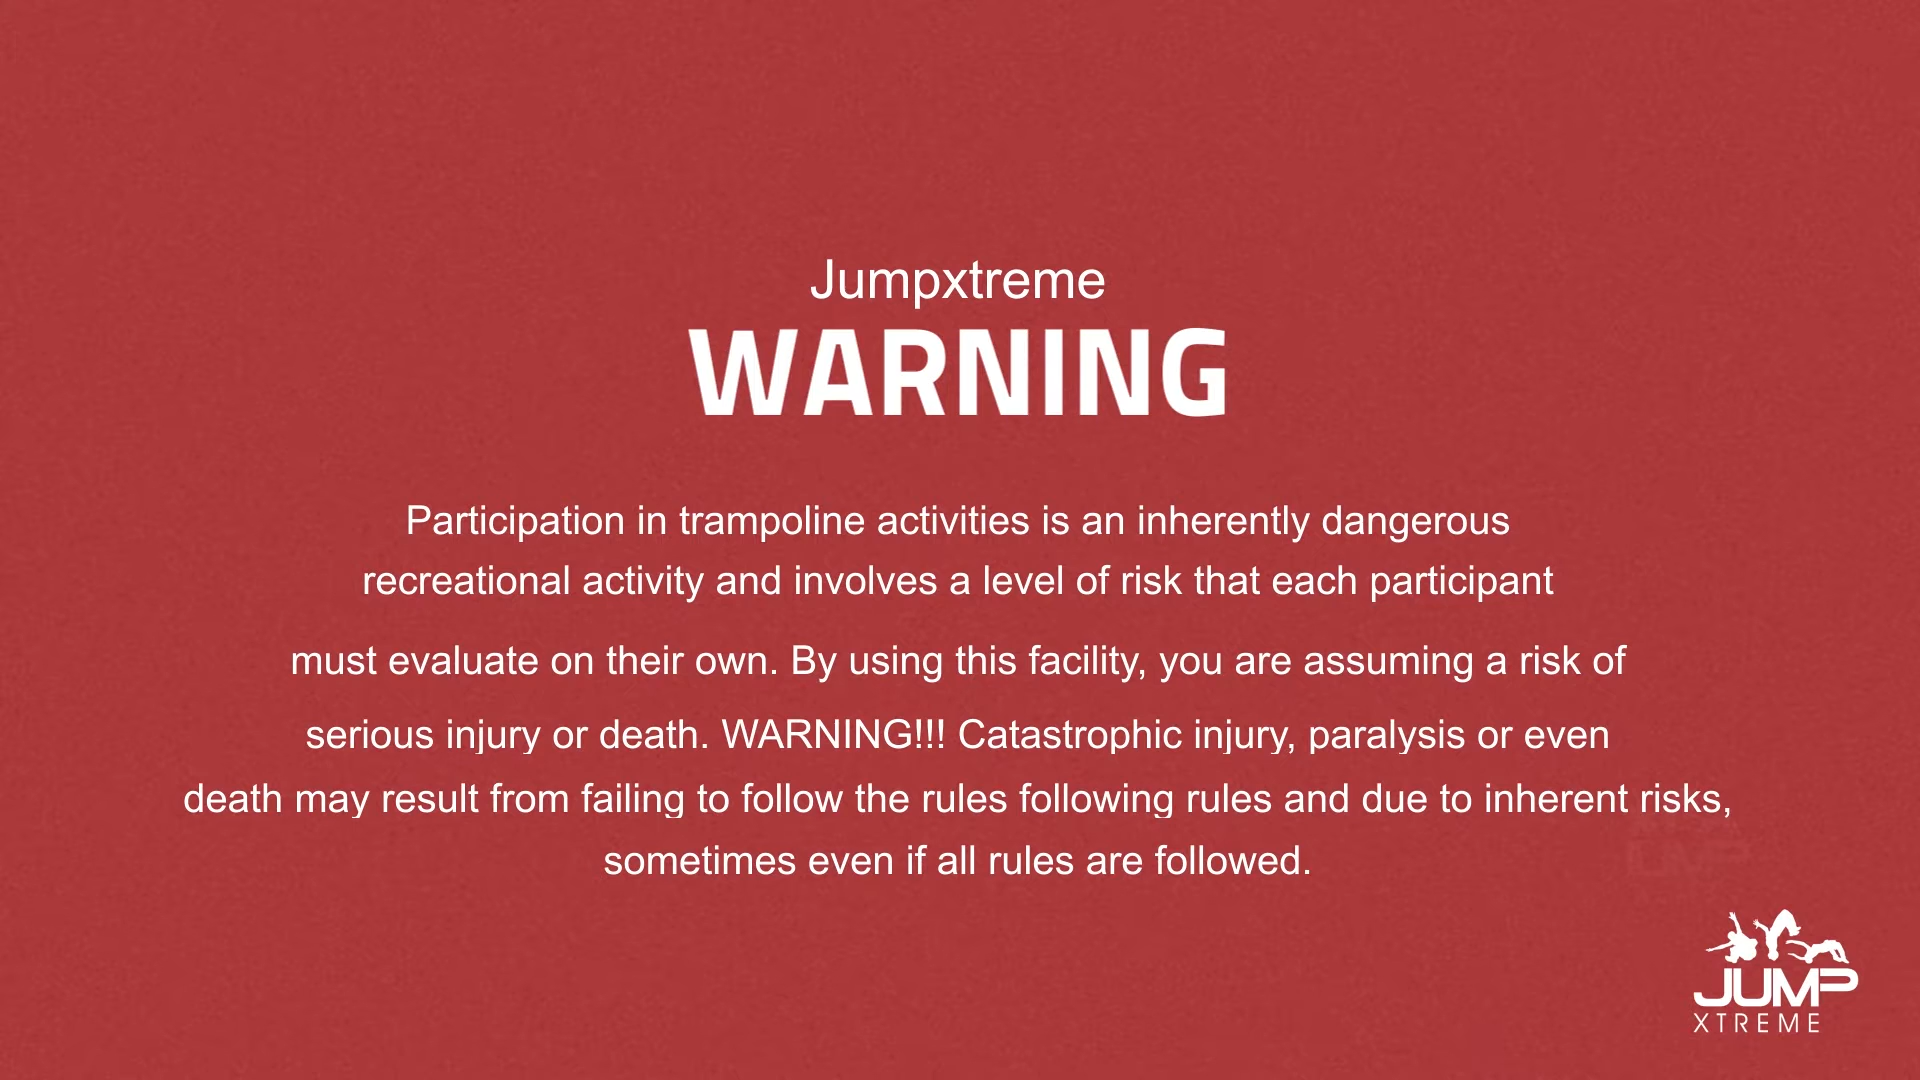 Jumpxtreme
WARNING
Participation in trampoline activities is an inherently dangerous
recreational activity and involves a level of risk that each participant
must evaluate on their own. By using this facility, you are assuming a risk of
serious injury or death. WARNING!!! Catastrophic injury, paralysis or even
death may result from failing to follow the rules following rules and due to inherent risks,
sometimes even if all rules are followed.
JUMP
XTREME